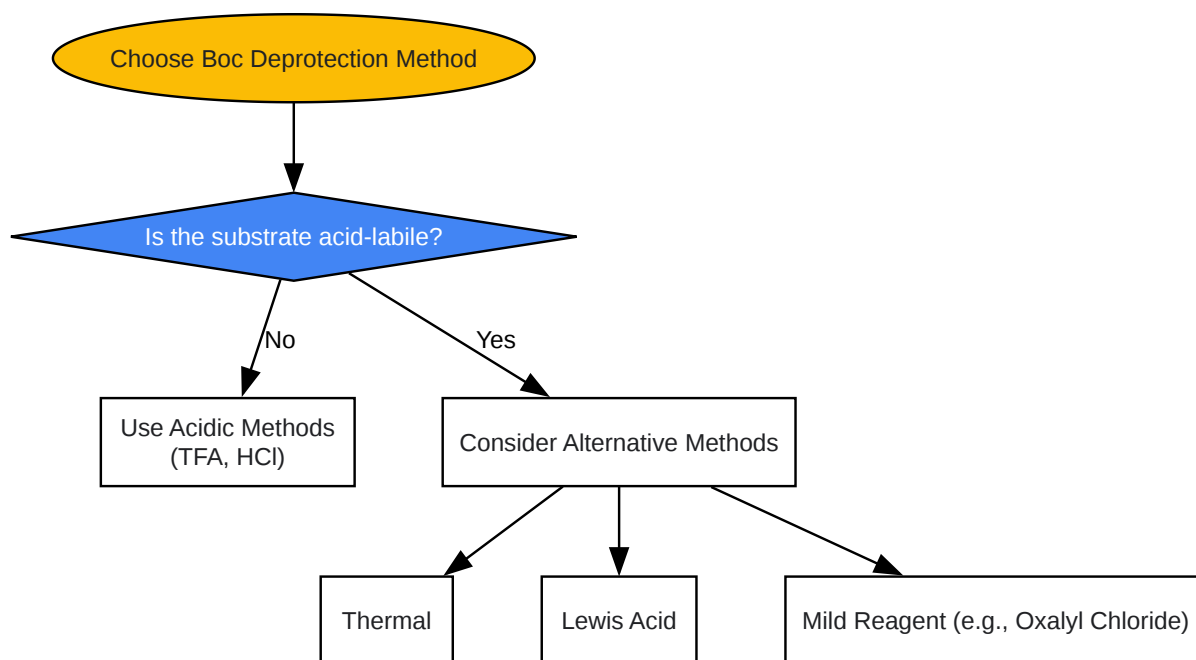 Choose Boc Deprotection Method
Is the substrate acid-labile?
No
Yes
Use Acidic Methods
(TFA, HCl)
Consider Alternative Methods
Thermal
Lewis Acid
Mild Reagent (e.g., Oxalyl Chloride)